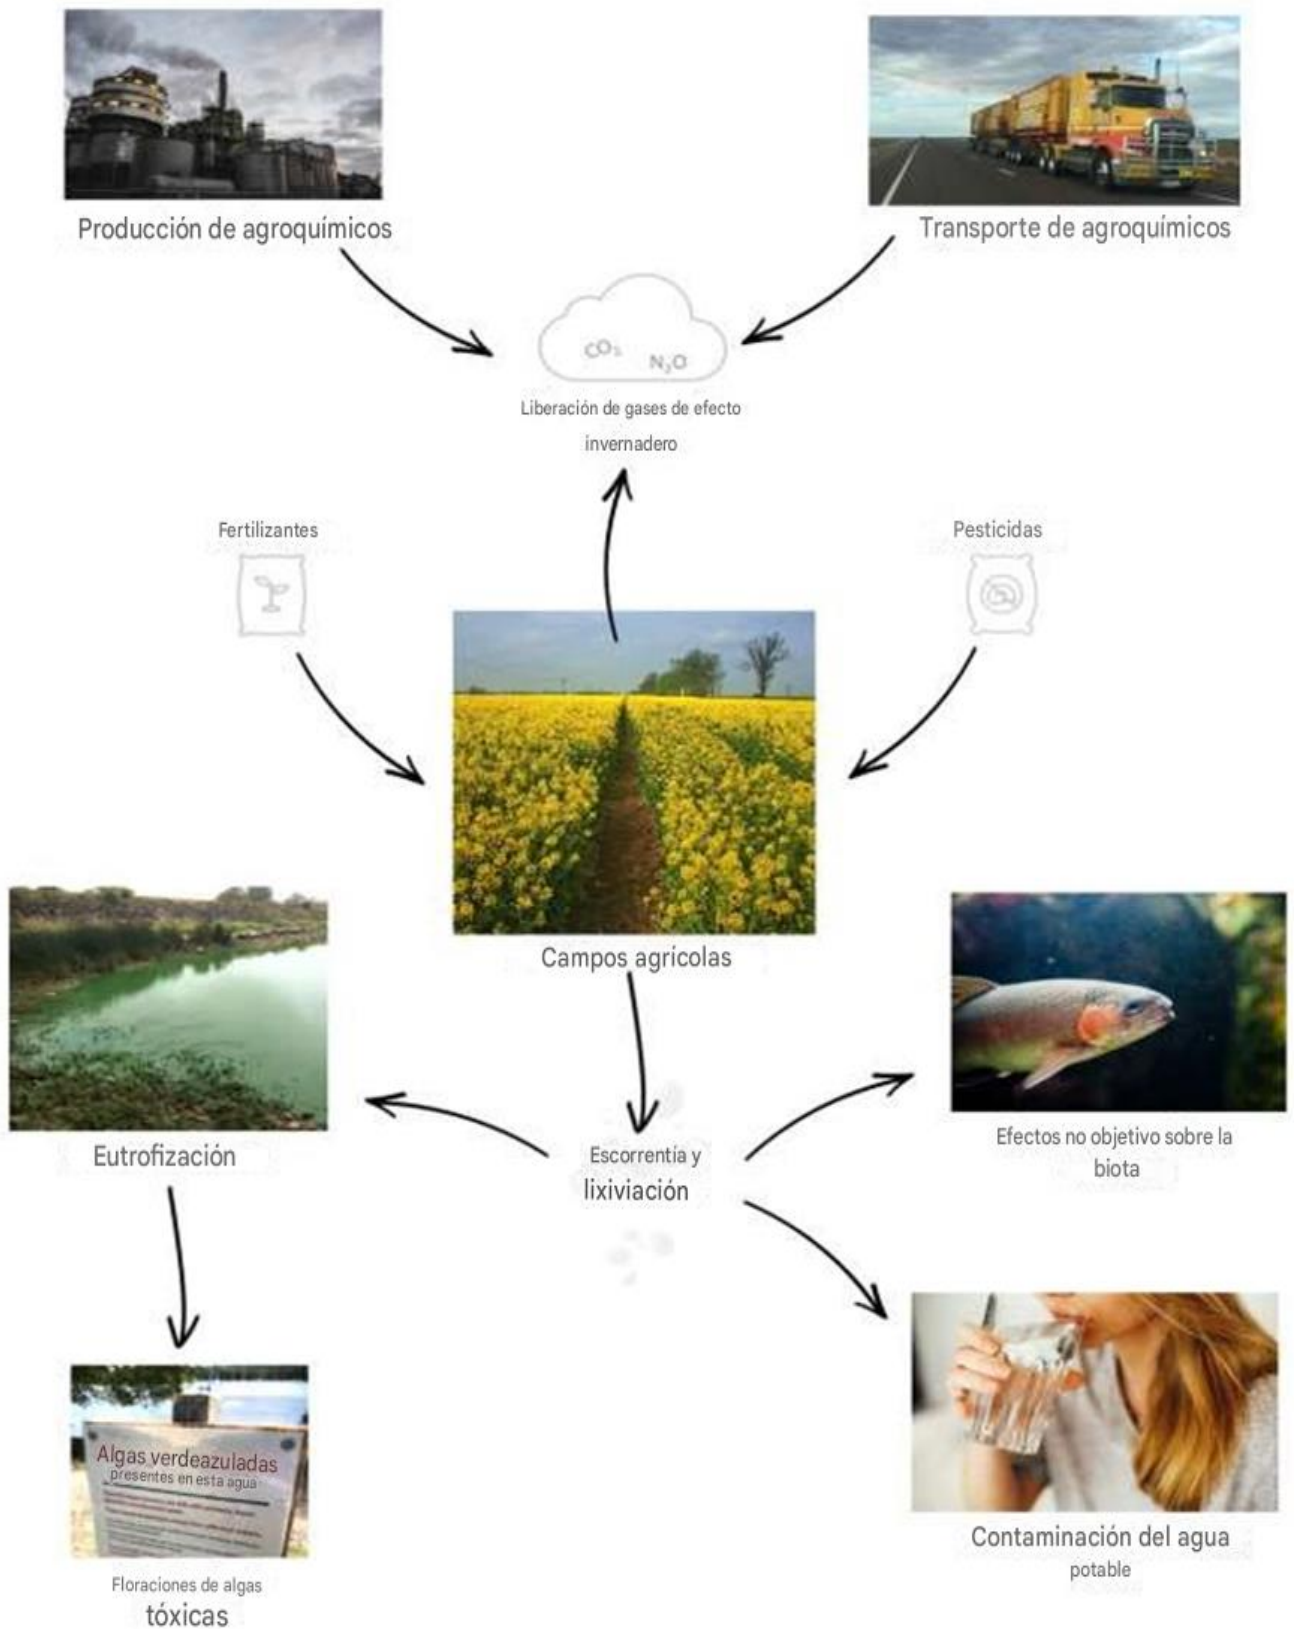 Producción de agroquímicos
Transporte de agroquímicos
CO₂
N₂O
Liberación de gases de efecto
invernadero
Fertilizantes
Pesticidas
Campos agrícolas
Eutrofización
Escorrentía y
lixiviación
Efectos no objetivo sobre la
biota
Algas verdeazuladas
presentes en esta agua
Contaminación del agua
potable
Floraciones de algas
tóxicas